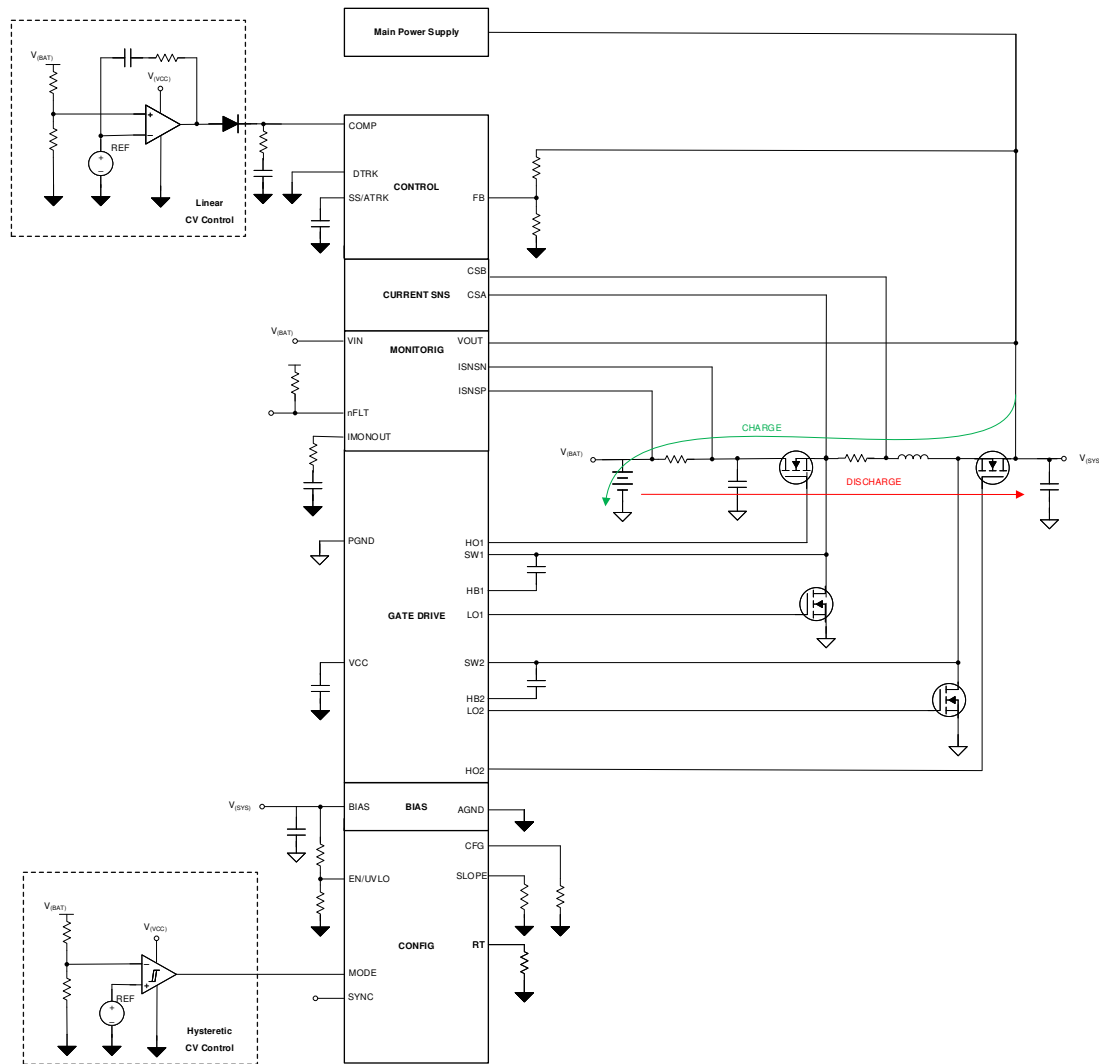 Main Power Supply
V(BAT)
V(VCC)
+
−
REF
+
−
Linear
CV Control
COMP
DTRK
CONTROL
SS/ATRK
FB
CSB
CURRENT SNS
CSA
V(BAT)
VIN
MONITORIG
VOUT
ISNSN
ISNSP
nFLT
IMONOUT
CHARGE
V(BAT)
V(SYS
DISCHARGE
PGND
HO1
SW1
HB1
GATE DRIVE
LO1
VCC
SW2
HB2
LO2
HO2
V(SYS)
BIAS
BIAS
AGND
CFG
EN/UVLO
SLOPE
CONFIG
RT
MODE
SYNC
V(BAT)
V(VCC)
−
+
REF
+
−
Hysteretic
CV Control